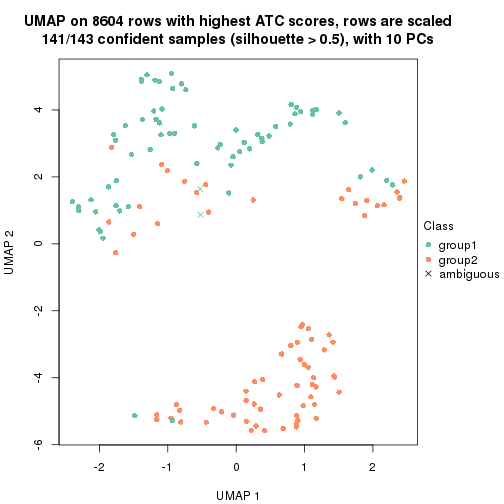 UMAP on 8604 rows with highest ATC scores, rows are scaled
141/143 confident samples (silhouette > 0.5), with 10 PCs
4
2
0
-2
-4
-6
UMAP 2
-2
-1
0
1
2
UMAP 1
Class
group1
group2
ambiguous